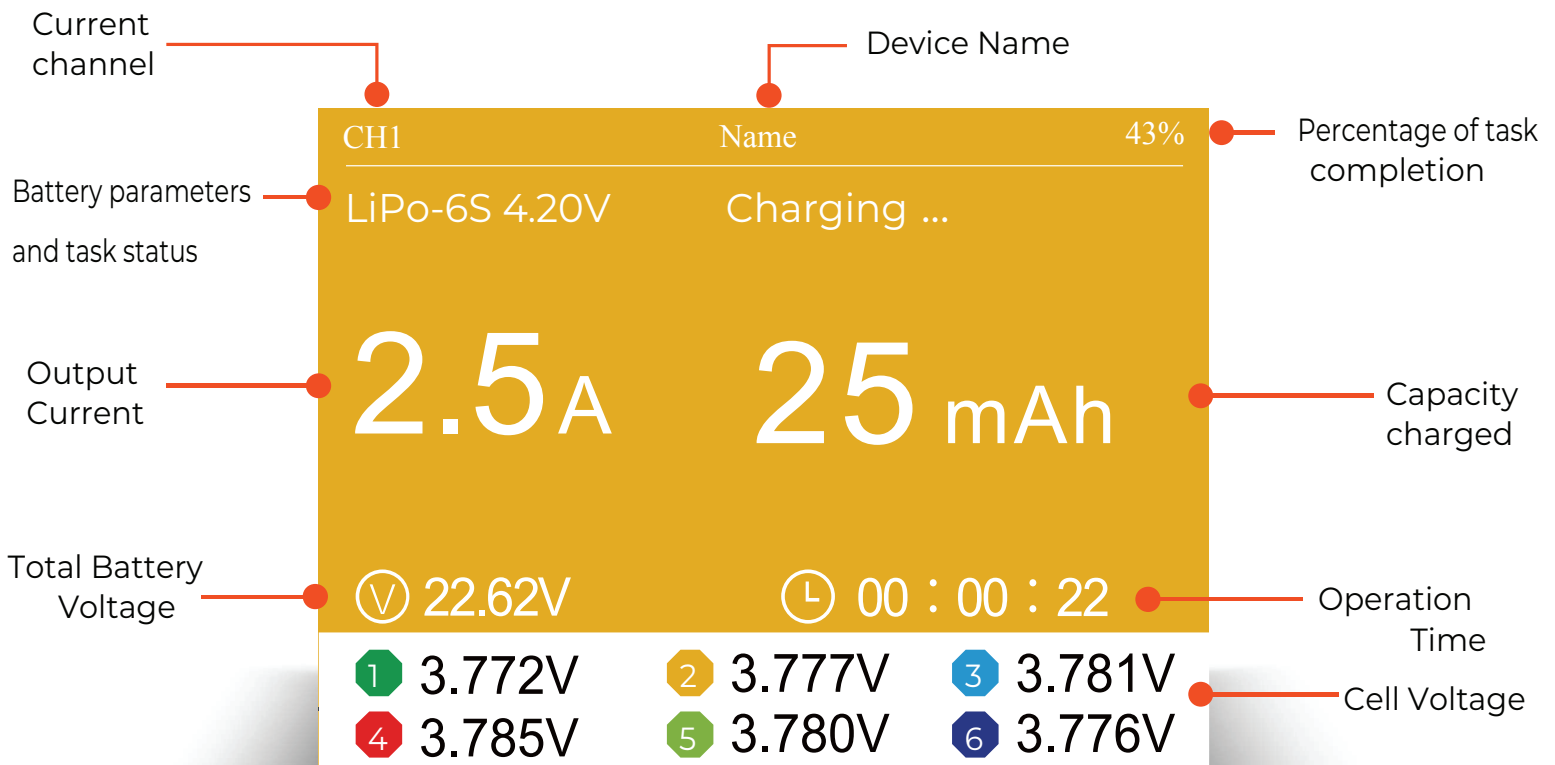 Current
channel
Device Name
CH1 Name 43%
Percentage of task
completion
Battery parameters
and task status
LiPo-6S 4.20V Charging ...
Output
Current
2.5A 25 mAh
Capacity
charged
Total Battery
Voltage
V 22.62V 00 : 00 : 22
Operation
Time
1 3.772V 2 3.777V 3 3.781V
Cell Voltage
4 3.785V 5 3.780V 6 3.776V